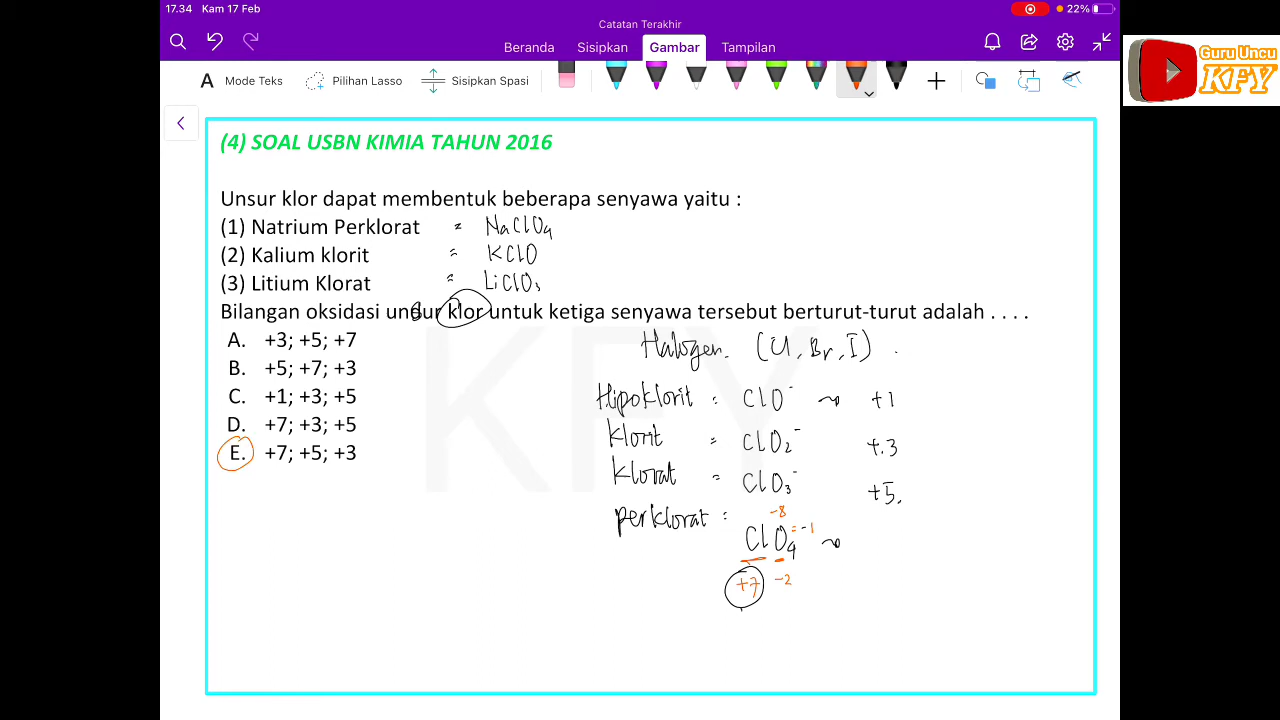 17.34 Kam 17 Feb
22%
Catatan Terakhir
Beranda Sisipkan Gambar Tampilan
A Mode Teks Pilihan Lasso Sisipkan Spasi
Guru Uncu
KFY
(4) SOAL USBN KIMIA TAHUN 2016
Unsur klor dapat membentuk beberapa senyawa yaitu :
(1) Natrium Perklorat = NaClO4
(2) Kalium klorit = KClO
(3) Litium Klorat = LiClO3
Bilangan oksidasi unsur klor untuk ketiga senyawa tersebut berturut-turut adalah . . . .
A. +3; +5; +7
B. +5; +7; +3
C. +1; +3; +5
D. +7; +3; +5
E. +7; +5; +3
Halogen. (Cl, Br, I)
Hipoklorit = ClO- ~ +1
klorit = ClO2- +.3
klorat = ClO3- +5.
perklorat =
-8
ClO4 = -1 ~
+7 -2
KFY